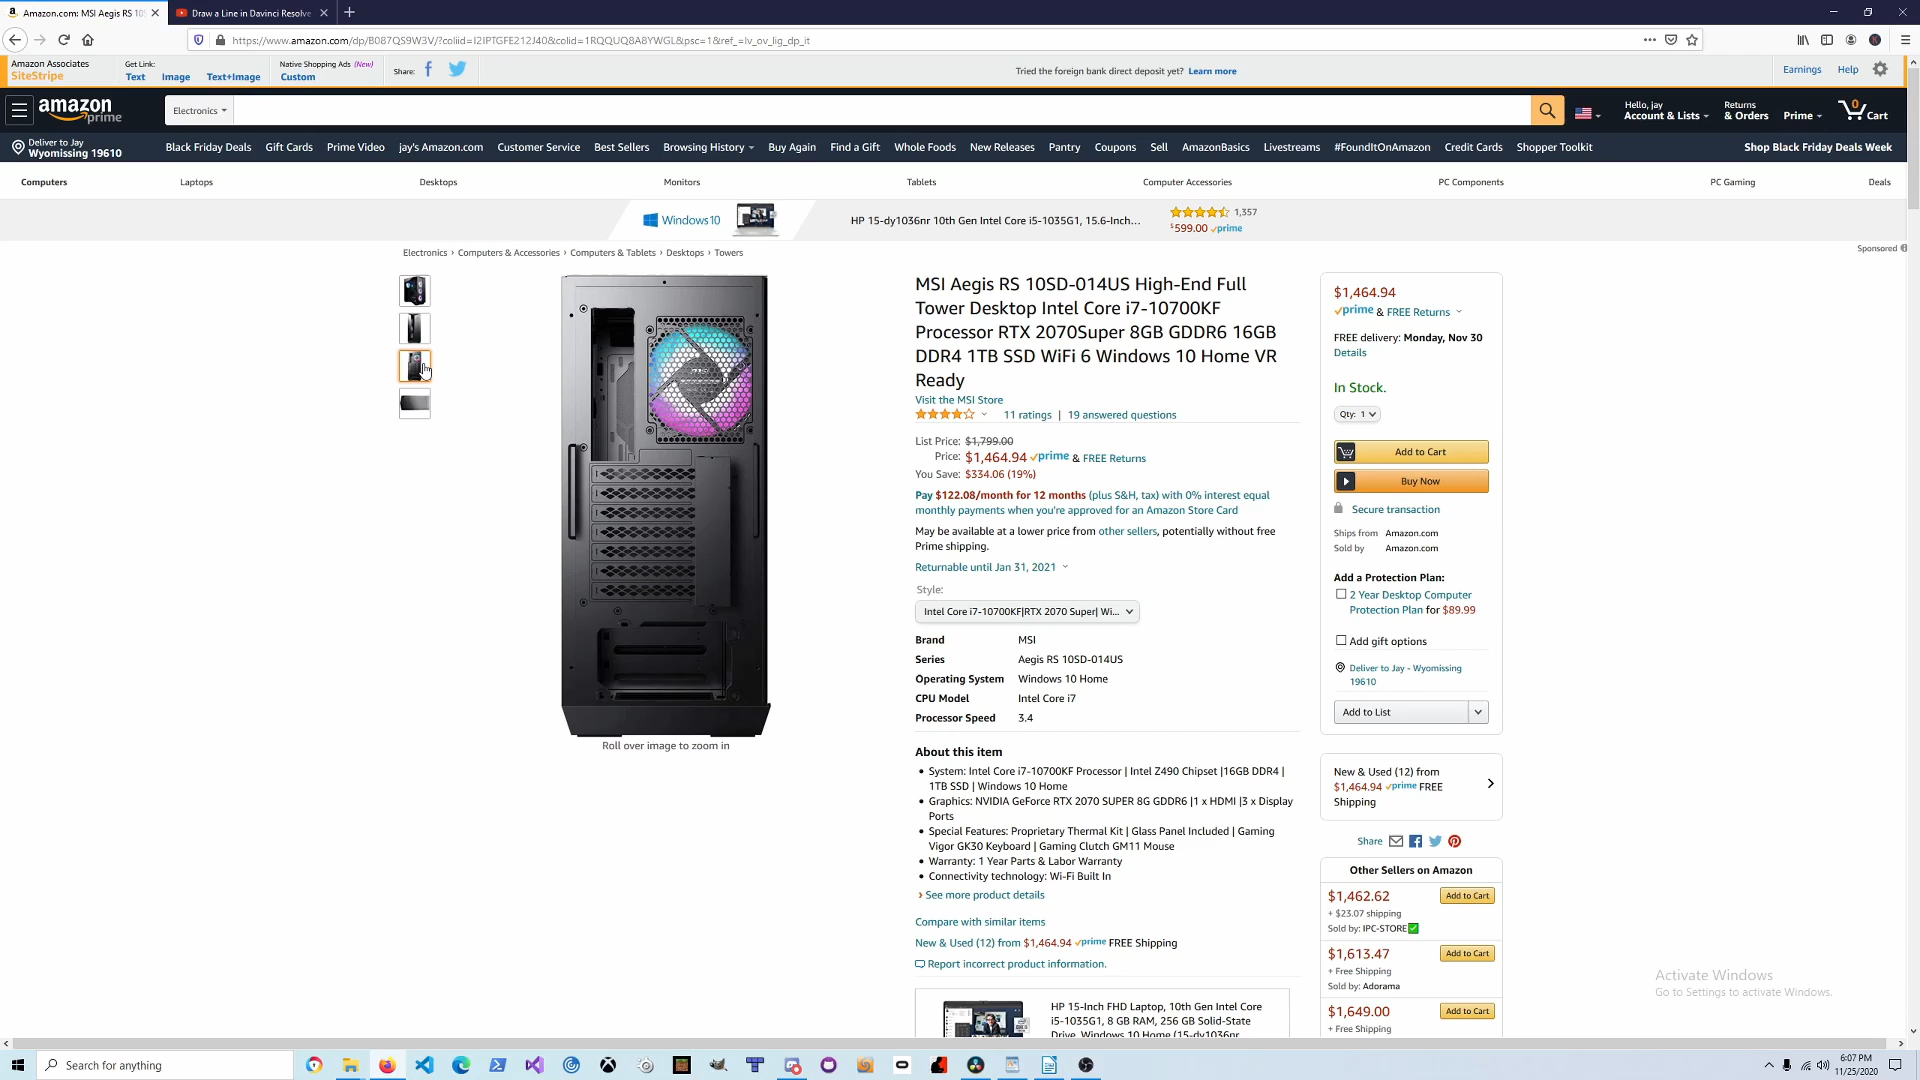 Amazon.com: MSI Aegis RS 10S
Draw a Line in Davinci Resolve
https://www.amazon.com/dp/B087QS9W3V/?coliid=I2IPTGFE212J40&colid=1RQQUQ8A8YWGL&psc=1&ref_=lv_ov_lig_dp_it
Amazon Associates
SiteStripe
Get Link:
Text Image Text+Image
Native Shopping Ads (New)
Custom
Share:
Tried the foreign bank direct deposit yet? Learn more
Earnings Help
amazon
prime
Electronics
Hello, jay
Account & Lists
Returns
& Orders
Prime
0
Cart
Deliver to Jay
Wyomissing 19610
Black Friday Deals Gift Cards Prime Video jay's Amazon.com Customer Service Best Sellers Browsing History Buy Again Find a Gift Whole Foods New Releases Pantry Coupons Sell AmazonBasics Livestreams #FoundItOnAmazon Credit Cards Shopper Toolkit
Shop Black Friday Deals Week
Computers Laptops Desktops Monitors Tablets Computer Accessories PC Components PC Gaming Deals
Windows10
HP 15-dy1036nr 10th Gen Intel Core i5-1035G1, 15.6-Inch...
1,357
$599.00 prime
Sponsored
Electronics › Computers & Accessories › Computers & Tablets › Desktops › Towers
Roll over image to zoom in
MSI Aegis RS 10SD-014US High-End Full
Tower Desktop Intel Core i7-10700KF
Processor RTX 2070Super 8GB GDDR6 16GB
DDR4 1TB SSD WiFi 6 Windows 10 Home VR
Ready
Visit the MSI Store
11 ratings | 19 answered questions
List Price: $1,799.00
Price: $1,464.94 prime & FREE Returns
You Save: $334.06 (19%)
Pay $122.08/month for 12 months (plus S&H, tax) with 0% interest equal
monthly payments when you're approved for an Amazon Store Card
May be available at a lower price from other sellers, potentially without free
Prime shipping.
Returnable until Jan 31, 2021
Style:
Intel Core i7-10700KF|RTX 2070 Super| Wi...
Brand MSI
Series Aegis RS 10SD-014US
Operating System Windows 10 Home
CPU Model Intel Core i7
Processor Speed 3.4
About this item
• System: Intel Core i7-10700KF Processor | Intel Z490 Chipset |16GB DDR4 |
1TB SSD | Windows 10 Home
• Graphics: NVIDIA GeForce RTX 2070 SUPER 8G GDDR6 |1 x HDMI |3 x Display
Ports
• Special Features: Proprietary Thermal Kit | Glass Panel Included | Gaming
Vigor GK30 Keyboard | Gaming Clutch GM11 Mouse
• Warranty: 1 Year Parts & Labor Warranty
• Connectivity technology: Wi-Fi Built In
› See more product details
Compare with similar items
New & Used (12) from $1,464.94 prime FREE Shipping
Report incorrect product information.
HP 15-Inch FHD Laptop, 10th Gen Intel Core
i5-1035G1, 8 GB RAM, 256 GB Solid-State
Drive, Windows 10 Home (15-dy1036nr
$1,464.94
prime & FREE Returns
FREE delivery: Monday, Nov 30
Details
In Stock.
Qty: 1
Add to Cart
Buy Now
Secure transaction
Ships from Amazon.com
Sold by Amazon.com
Add a Protection Plan:
2 Year Desktop Computer
Protection Plan for $89.99
Add gift options
Deliver to Jay - Wyomissing
19610
Add to List
New & Used (12) from
$1,464.94 prime FREE
Shipping
Share
Other Sellers on Amazon
$1,462.62 Add to Cart
+ $23.07 shipping
Sold by: IPC-STORE
$1,613.47 Add to Cart
+ Free Shipping
Sold by: Adorama
$1,649.00 Add to Cart
+ Free Shipping
Activate Windows
Go to Settings to activate Windows.
Search for anything
6:07 PM
11/25/2020